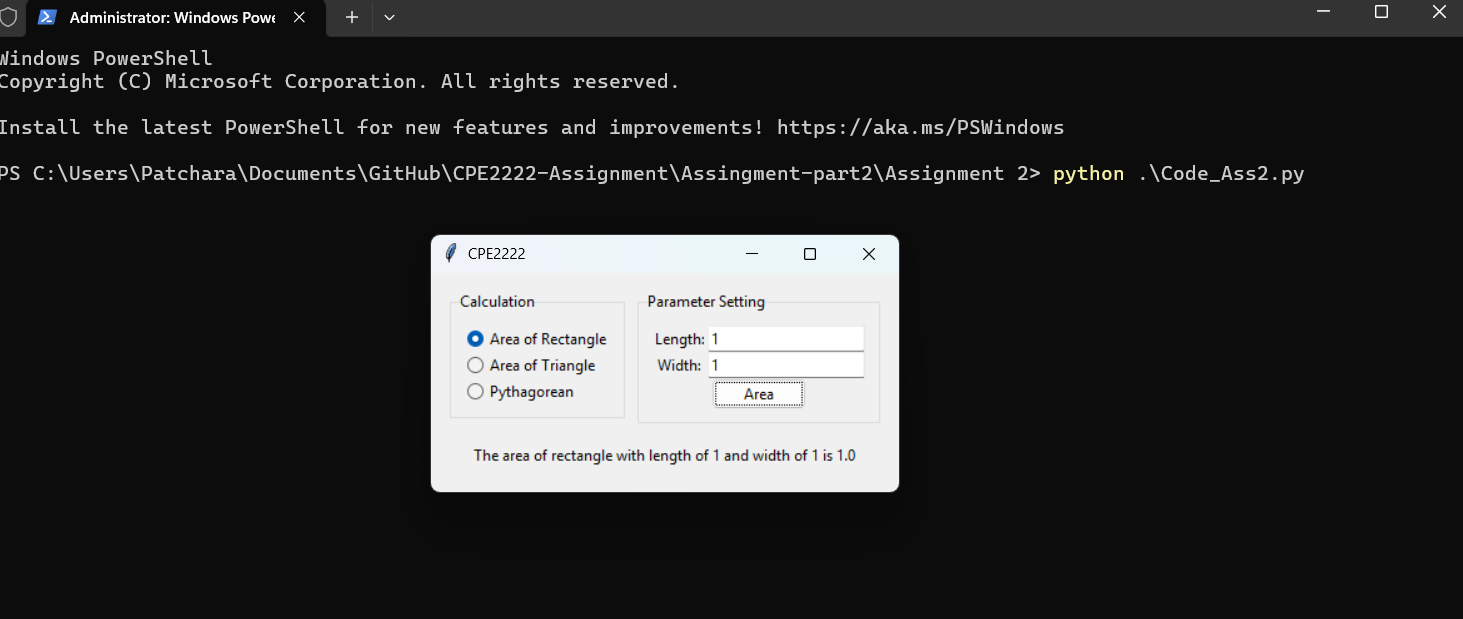 Administrator: Windows Powe
Windows PowerShell
Copyright (C) Microsoft Corporation. All rights reserved.
Install the latest PowerShell for new features and improvements! https://aka.ms/PSWindows
PS C:\Users\Patchara\Documents\GitHub\CPE2222-Assignment\Assingment-part2\Assignment 2> python .\Code_Ass2.py
CPE2222
Calculation
Area of Rectangle
Area of Triangle
Pythagorean
Parameter Setting
Length: 1
Width: 1
Area
The area of rectangle with length of 1 and width of 1 is 1.0